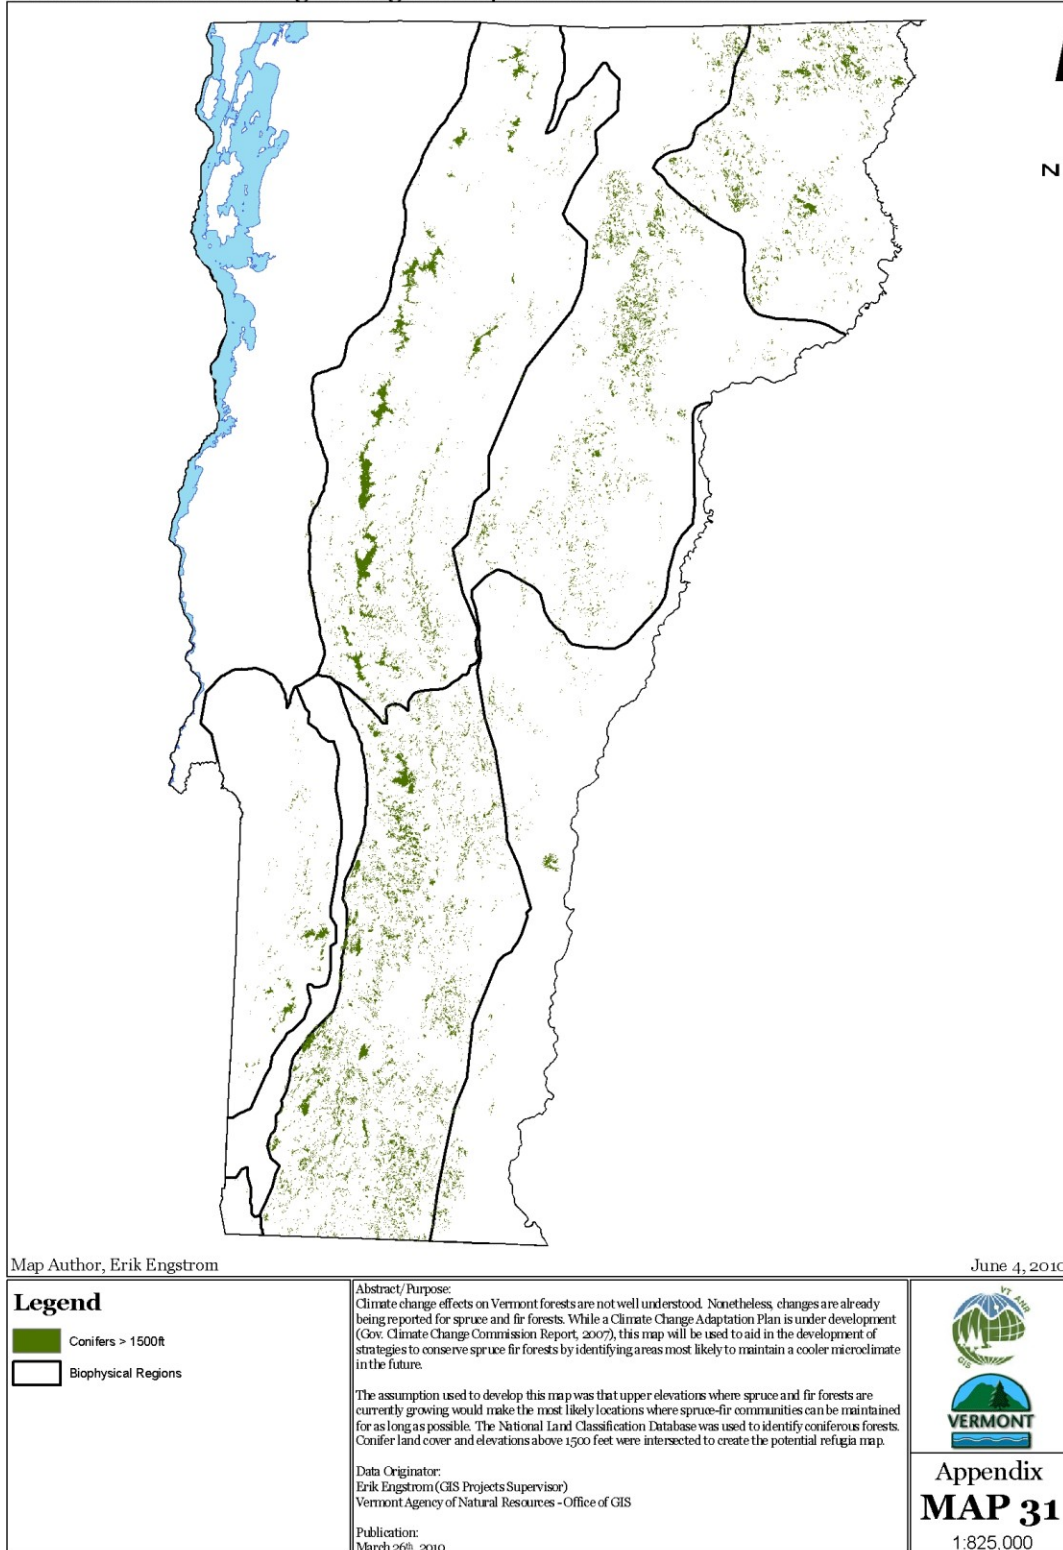 N
Map Author, Erik Engstrom
June 4, 2010
Legend
Conifers > 1500ft
Biophysical Regions
Abstract/Purpose:
Climate change effects on Vermont forests are not well understood. Nonetheless, changes are already
being reported for spruce and fir forests. While a Climate Change Adaptation Plan is under development
(Gov. Climate Change Commission Report, 2007), this map will be used to aid in the development of
strategies to conserve spruce fir forests by identifying areas most likely to maintain a cooler microclimate
in the future.
The assumption used to develop this map was that upper elevations where spruce and fir forests are
currently growing would make the most likely locations where spruce-fir communities can be maintained
for as long as possible. The National Land Classification Database was used to identify coniferous forests.
Conifer land cover and elevations above 1500 feet were intersected to create the potential refugia map.
Data Originator:
Erik Engstrom (GIS Projects Supervisor)
Vermont Agency of Natural Resources - Office of GIS
Publication:
March 26th, 2010
VT ANR
GIS
VERMONT
Appendix
MAP 31
1:825,000